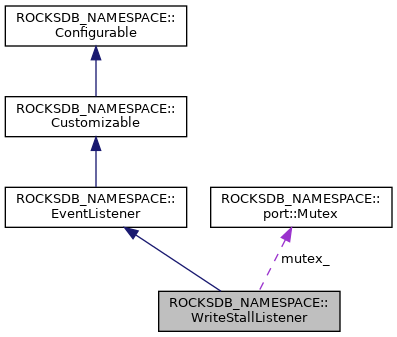 ROCKSDB_NAMESPACE::
Configurable
ROCKSDB_NAMESPACE::
Customizable
ROCKSDB_NAMESPACE::
EventListener
ROCKSDB_NAMESPACE::
port::Mutex
mutex_
ROCKSDB_NAMESPACE::
WriteStallListener